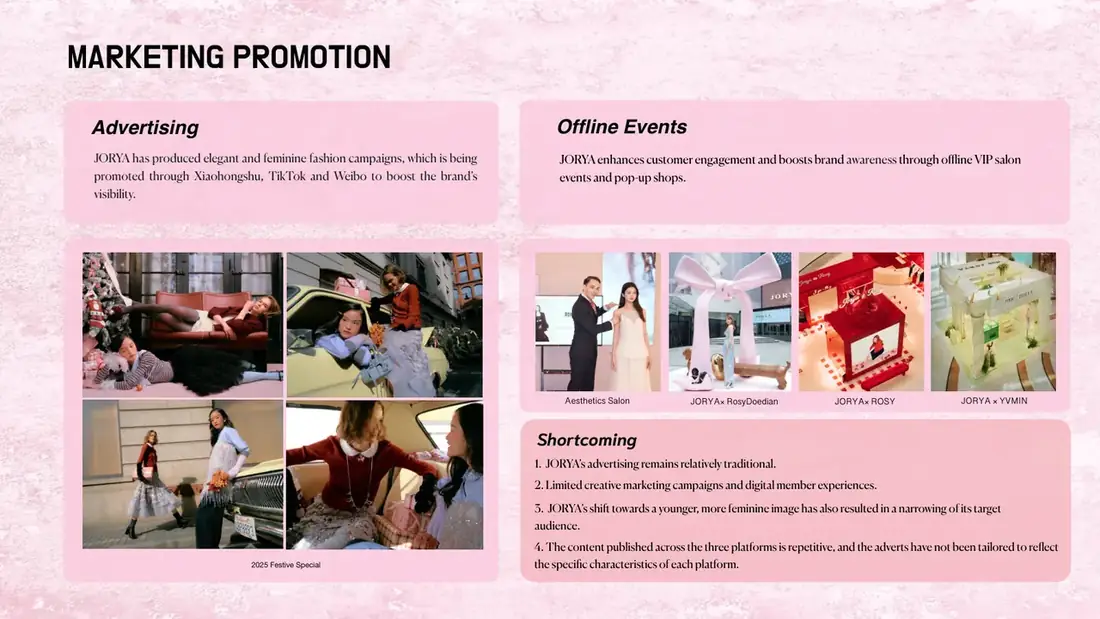 MARKETING PROMOTION
Advertising
JORYA has produced elegant and feminine fashion campaigns, which is being
promoted through Xiaohongshu, TikTok and Weibo to boost the brand's
visibility.
Offline Events
JORYA enhances customer engagement and boosts brand awareness through offline VIP salon
events and pop-up shops.
2025 Festive Special
Aesthetics Salon
JORYA× RosyDoedian
JORYA× ROSY
JORYA × YVMIN
Shortcoming
1. JORYA's advertising remains relatively traditional.
2. Limited creative marketing campaigns and digital member experiences.
3. JORYA's shift towards a younger, more feminine image has also resulted in a narrowing of its target
audience.
4. The content published across the three platforms is repetitive, and the adverts have not been tailored to reflect
the specific characteristics of each platform.